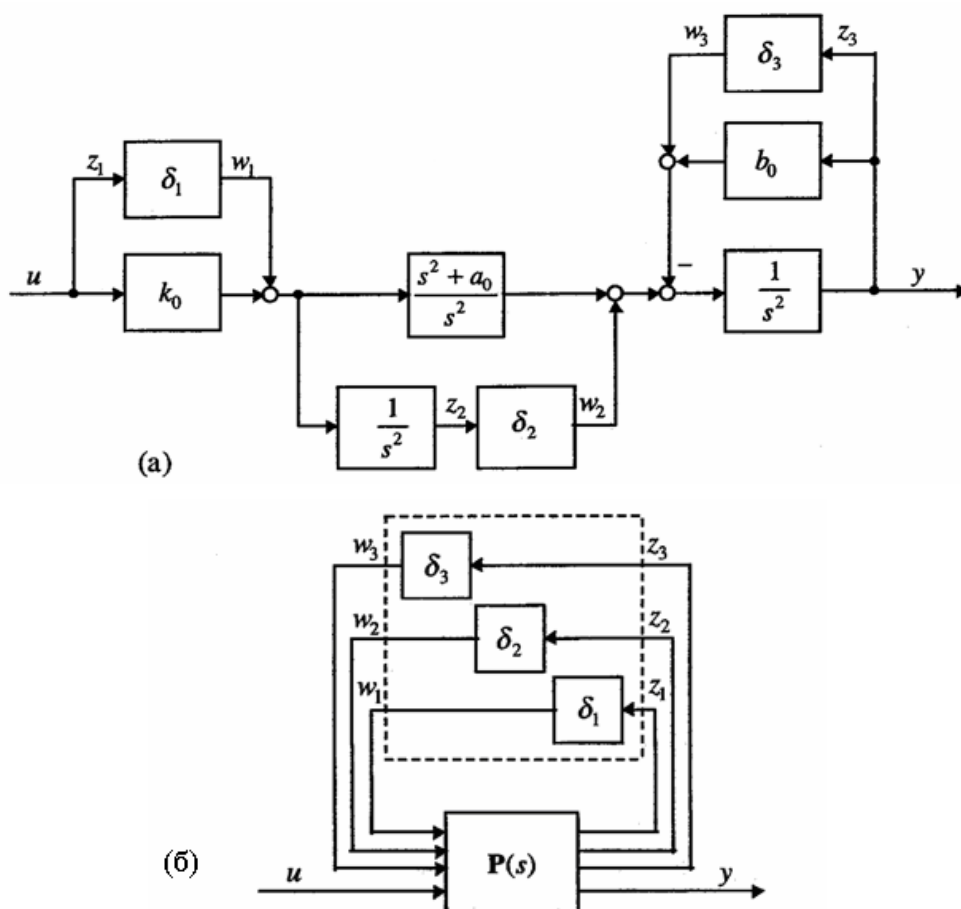 w₃ z₃
δ₃
z₁ w₁
δ₁
b₀
u
k₀
s² + a₀
s²
−
1
s²
y
1
s²
z₂
δ₂
w₂
(а)
w₃ δ₃ z₃
w₂ δ₂ z₂
w₁ δ₁ z₁
(б)
P(s)
u y